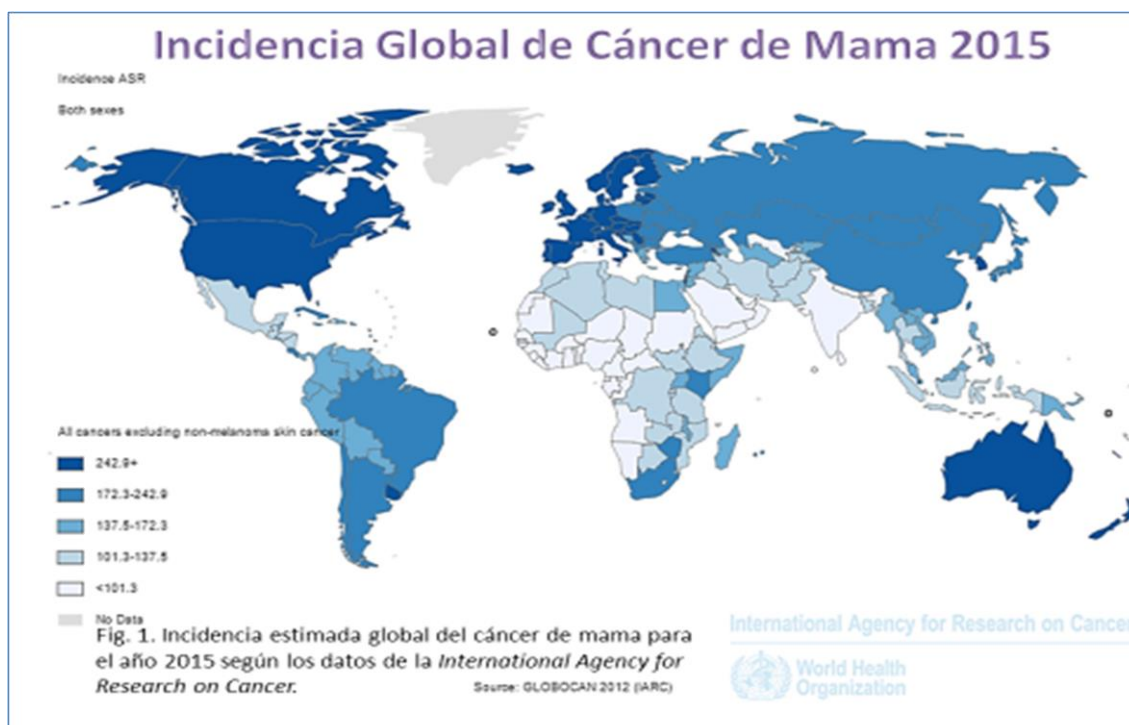 Incidencia Global de Cáncer de Mama 2015
Incidence ASR
Both sexes
All cancers excluding non-melanoma skin cancer
242.9+
172.3-242.9
137.5-172.3
101.3-137.5
<101.3
No Data
Fig. 1. Incidencia estimada global del cáncer de mama para
el año 2015 según los datos de la International Agency for
Research on Cancer.
Source: GLOBOCAN 2012 (IARC)
International Agency for Research on Cancer
World Health
Organization